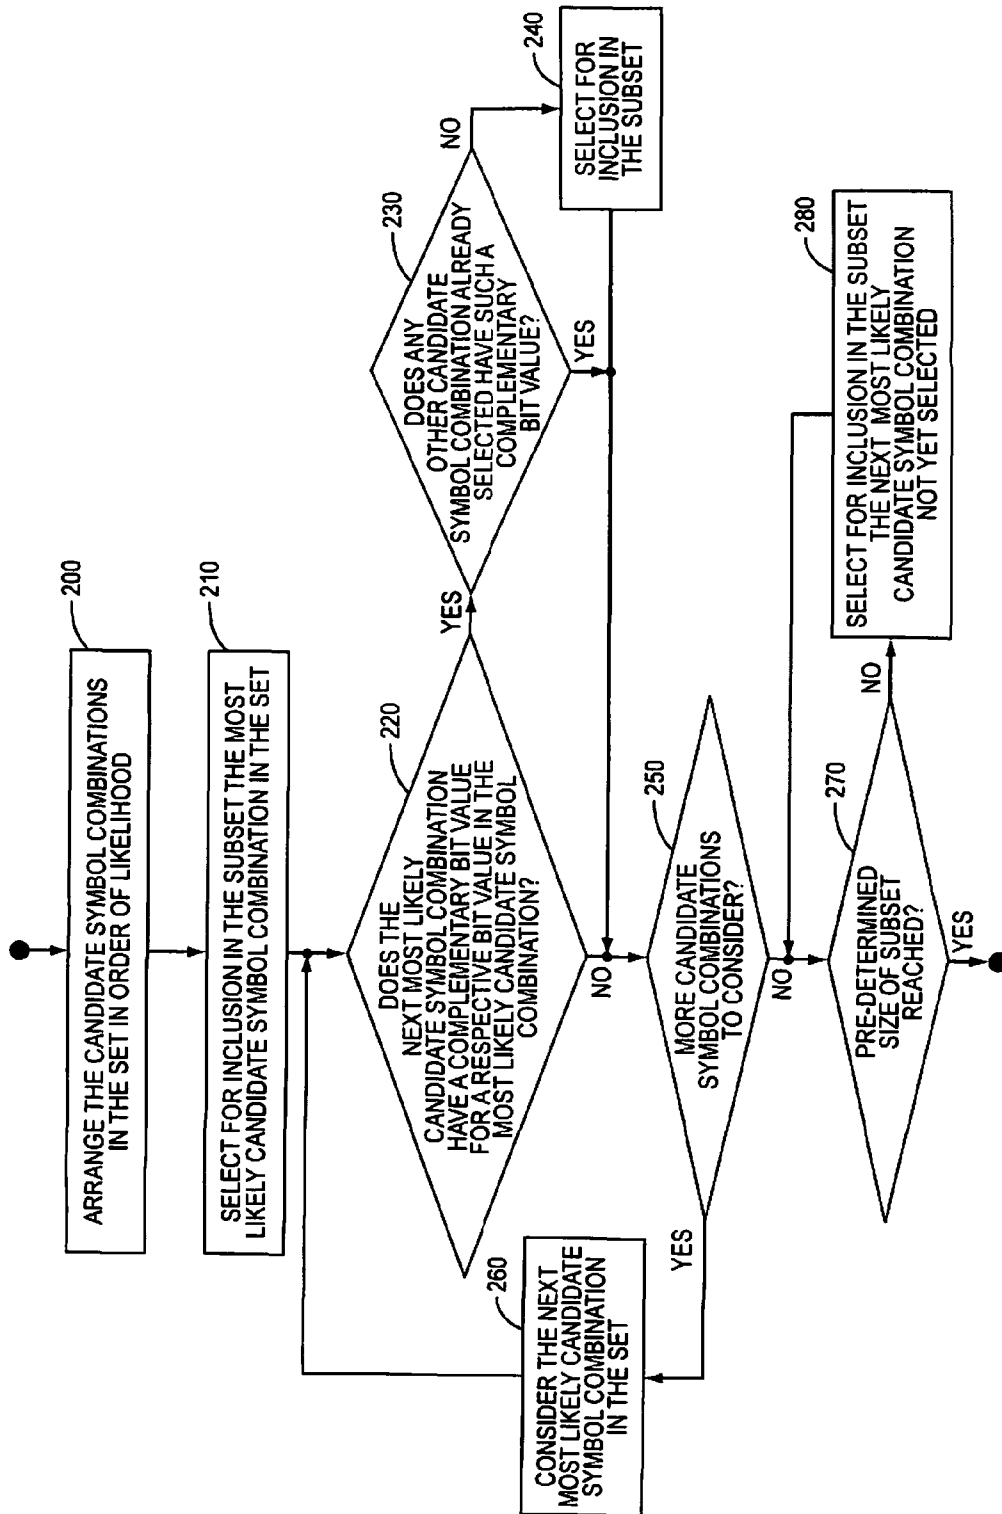 200
ARRANGE THE CANDIDATE SYMBOL COMBINATIONS
IN THE SET IN ORDER OF LIKELIHOOD
210
SELECT FOR INCLUSION IN THE SUBSET THE MOST
LIKELY CANDIDATE SYMBOL COMBINATION IN THE SET
220
DOES THE
NEXT MOST LIKELY
CANDIDATE SYMBOL COMBINATION
HAVE A COMPLEMENTARY BIT VALUE
FOR A RESPECTIVE BIT VALUE IN THE
MOST LIKELY CANDIDATE SYMBOL
COMBINATION?
YES
NO
230
DOES ANY
OTHER CANDIDATE
SYMBOL COMBINATION ALREADY
SELECTED HAVE SUCH A
COMPLEMENTARY
BIT VALUE?
NO
YES
240
SELECT FOR
INCLUSION IN
THE SUBSET
250
MORE CANDIDATE
SYMBOL COMBINATIONS
TO CONSIDER?
YES
NO
260
CONSIDER THE NEXT
MOST LIKELY CANDIDATE
SYMBOL COMBINATION
IN THE SET
270
PRE-DETERMINED
SIZE OF SUBSET
REACHED?
NO
YES
280
SELECT FOR INCLUSION IN THE SUBSET
THE NEXT MOST LIKELY
CANDIDATE SYMBOL COMBINATION
NOT YET SELECTED